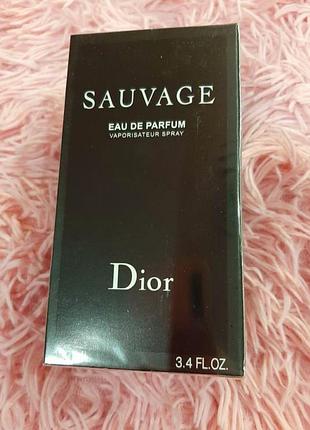 SAUVAGE
EAU DE PARFUM
VAPORISATEUR SPRAY
Dior
3.4 FL.OZ.